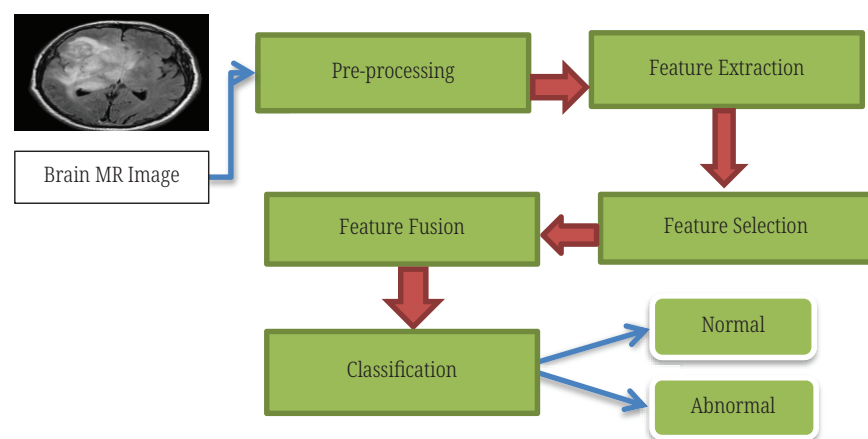 Brain MR Image
Pre-processing
Feature Extraction
Feature Selection
Feature Fusion
Classification
Normal
Abnormal